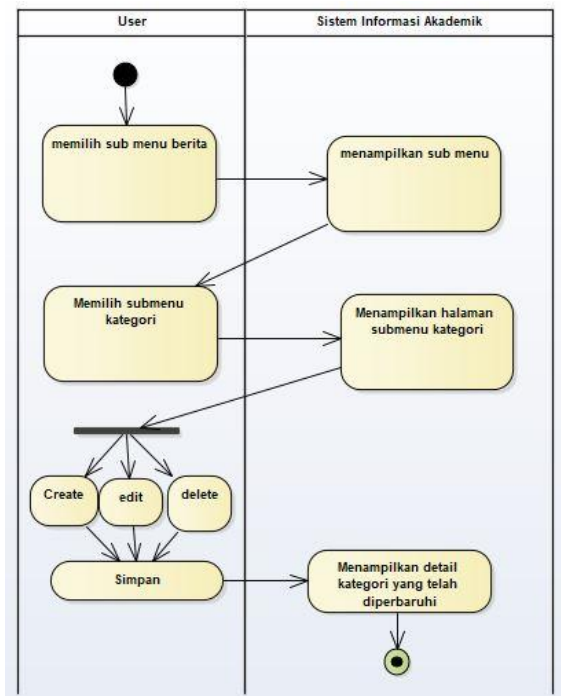 User
Sistem Informasi Akademik
memilih sub menu berita
menampilkan sub menu
Memilih submenu
kategori
Menampilkan halaman
submenu kategori
Create
edit
delete
Simpan
Menampilkan detail
kategori yang telah
diperbaruhi